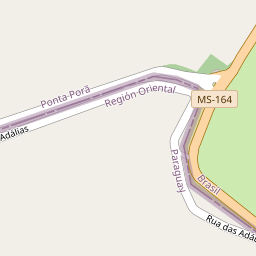 Ponta Porã
Región Oriental
MS-164
Adálias
Paraguay
Brasil
Rua das Adá